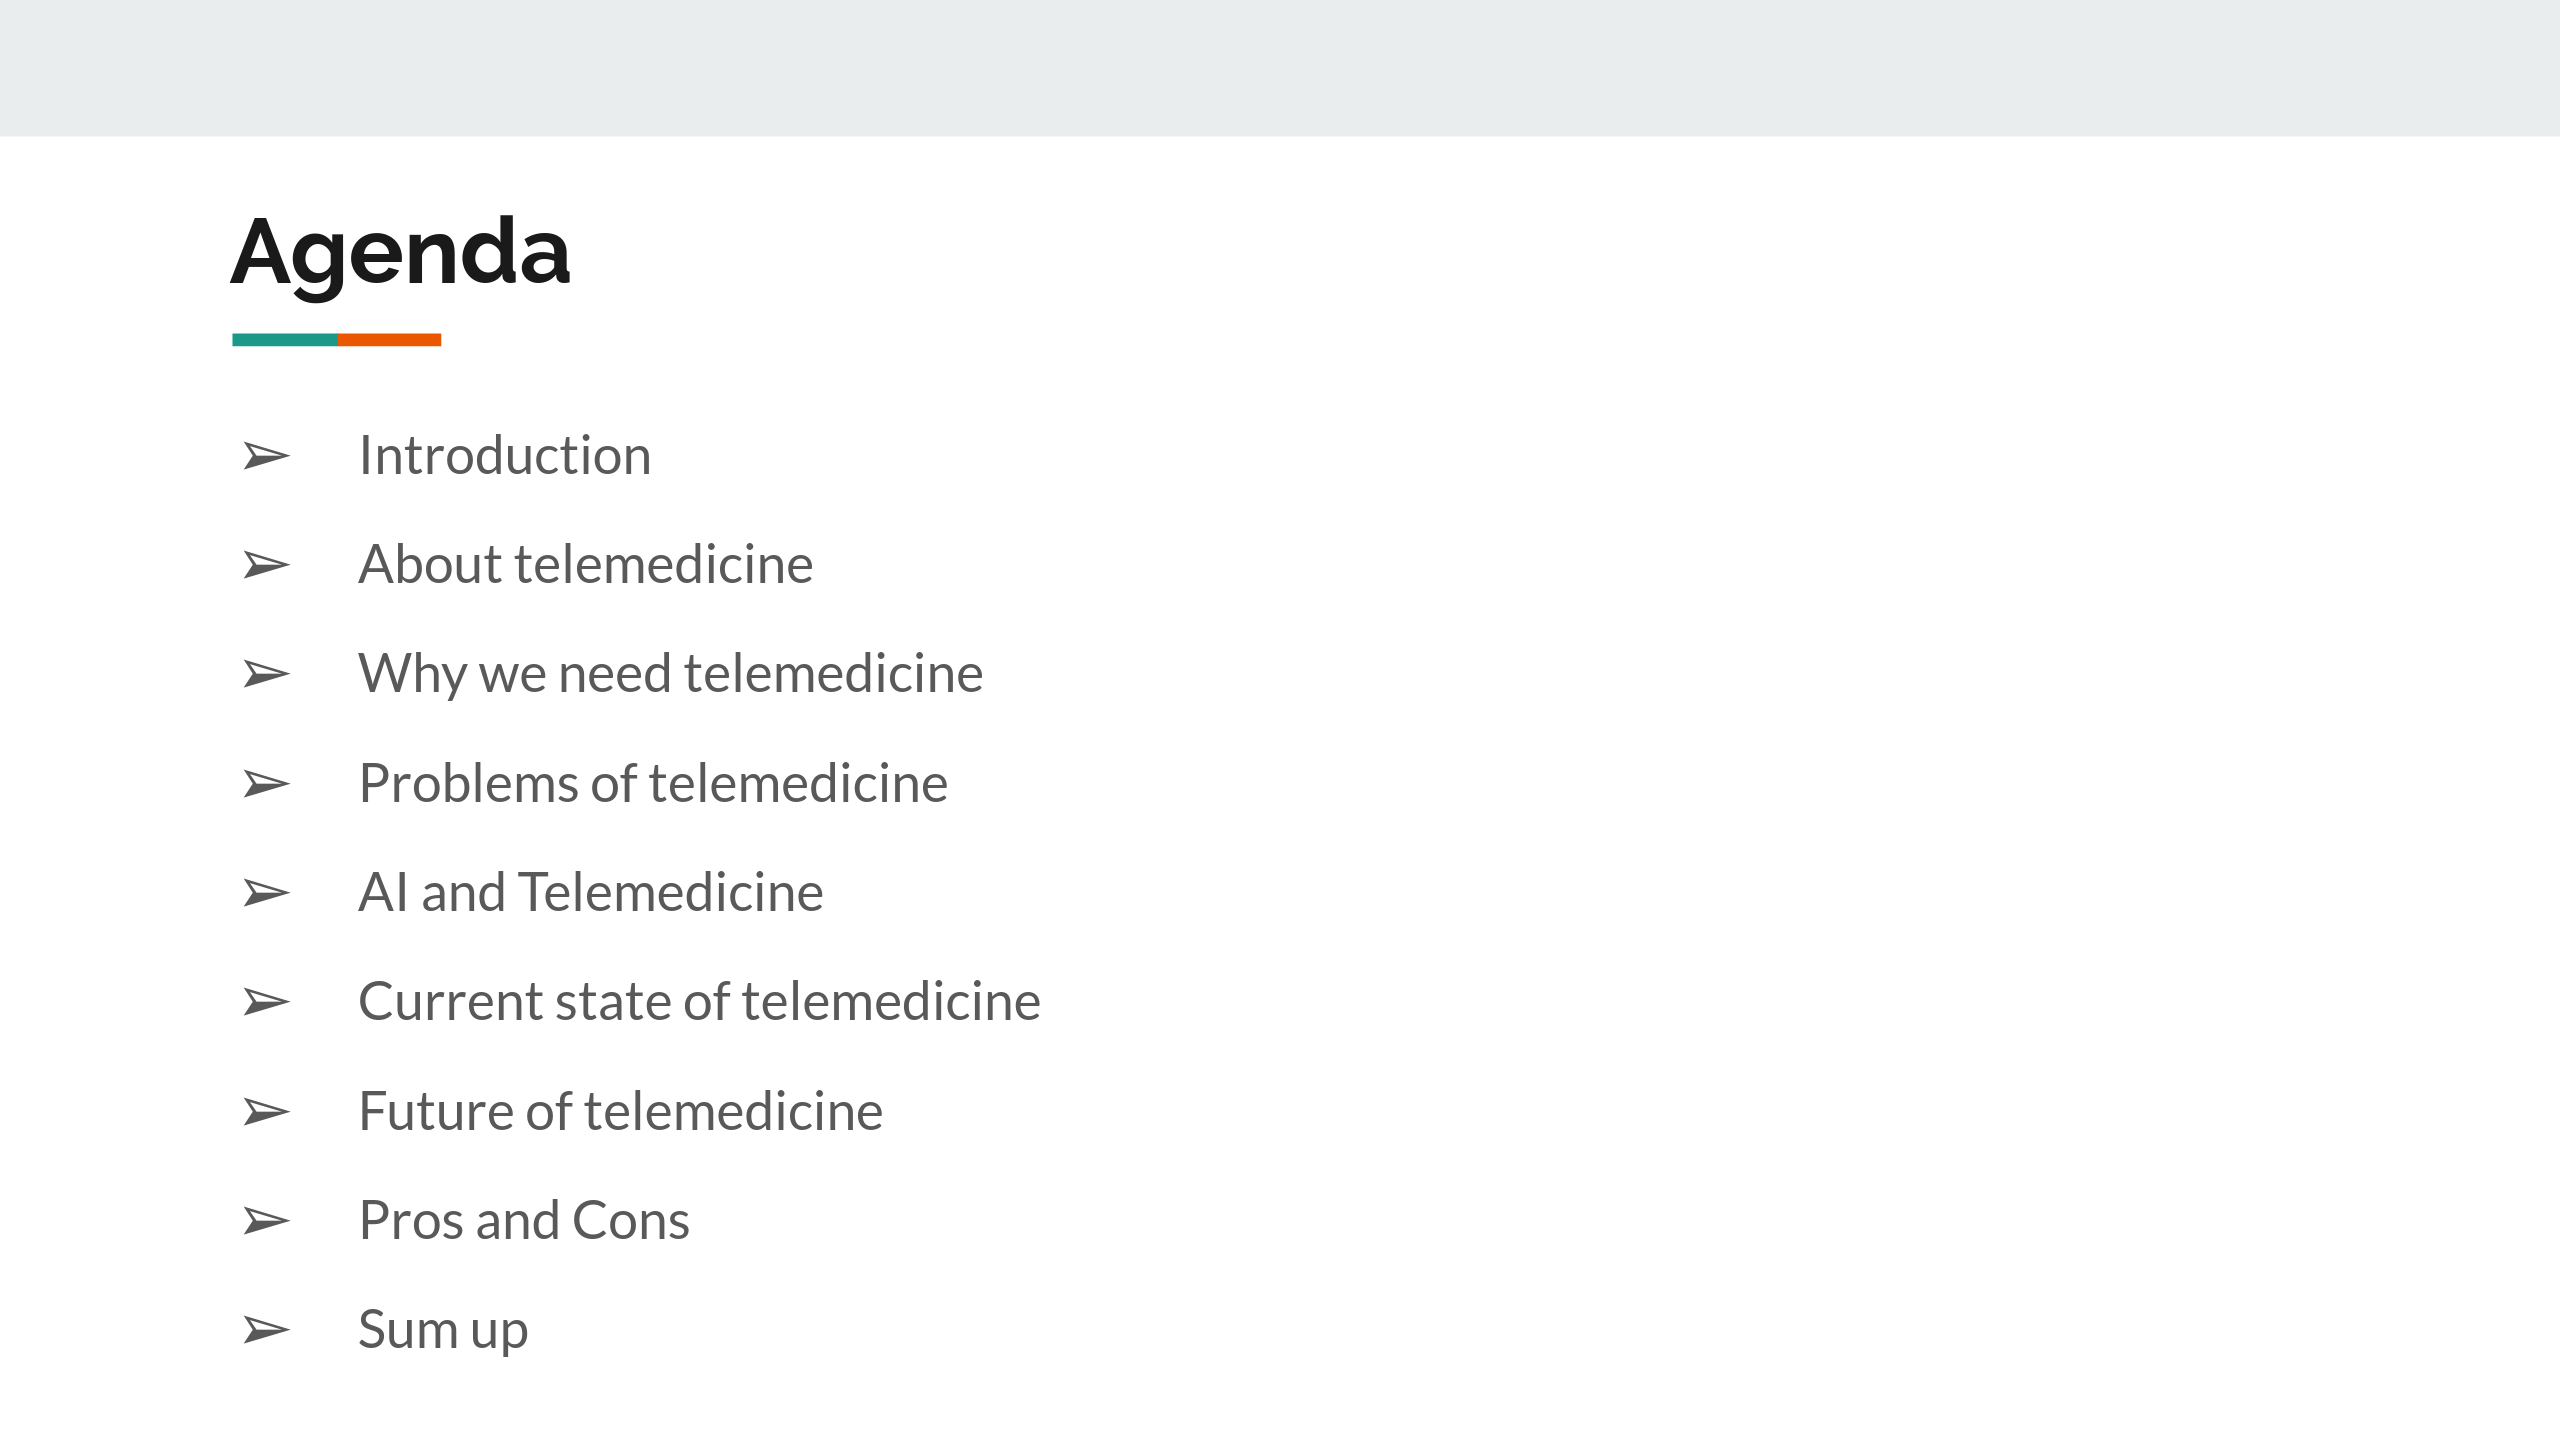 Agenda
➢ Introduction
➢ About telemedicine
➢ Why we need telemedicine
➢ Problems of telemedicine
➢ AI and Telemedicine
➢ Current state of telemedicine
➢ Future of telemedicine
➢ Pros and Cons
➢ Sum up